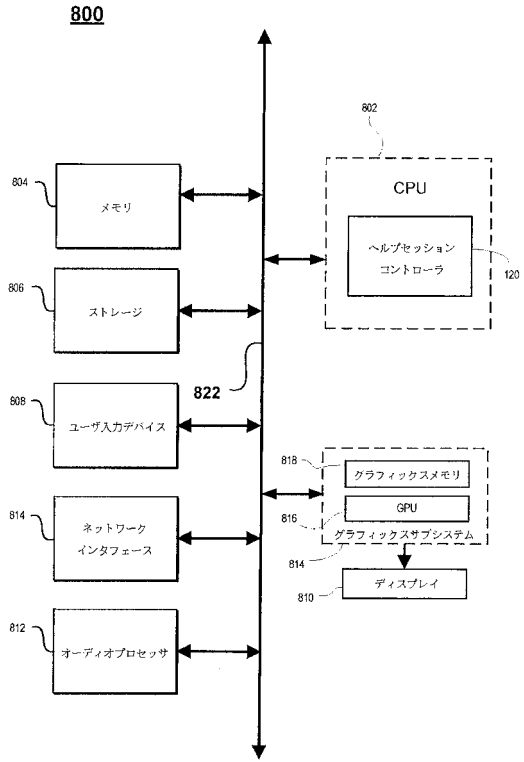 800
804
メモリ
806
ストレージ
808
ユーザ入力デバイス
814
ネットワーク
インタフェース
812
オーディオプロセッサ
822
802
CPU
ヘルプセッション
コントローラ
120
818
グラフィックスメモリ
816
GPU
グラフィックスサブシステム
814
810
ディスプレイ